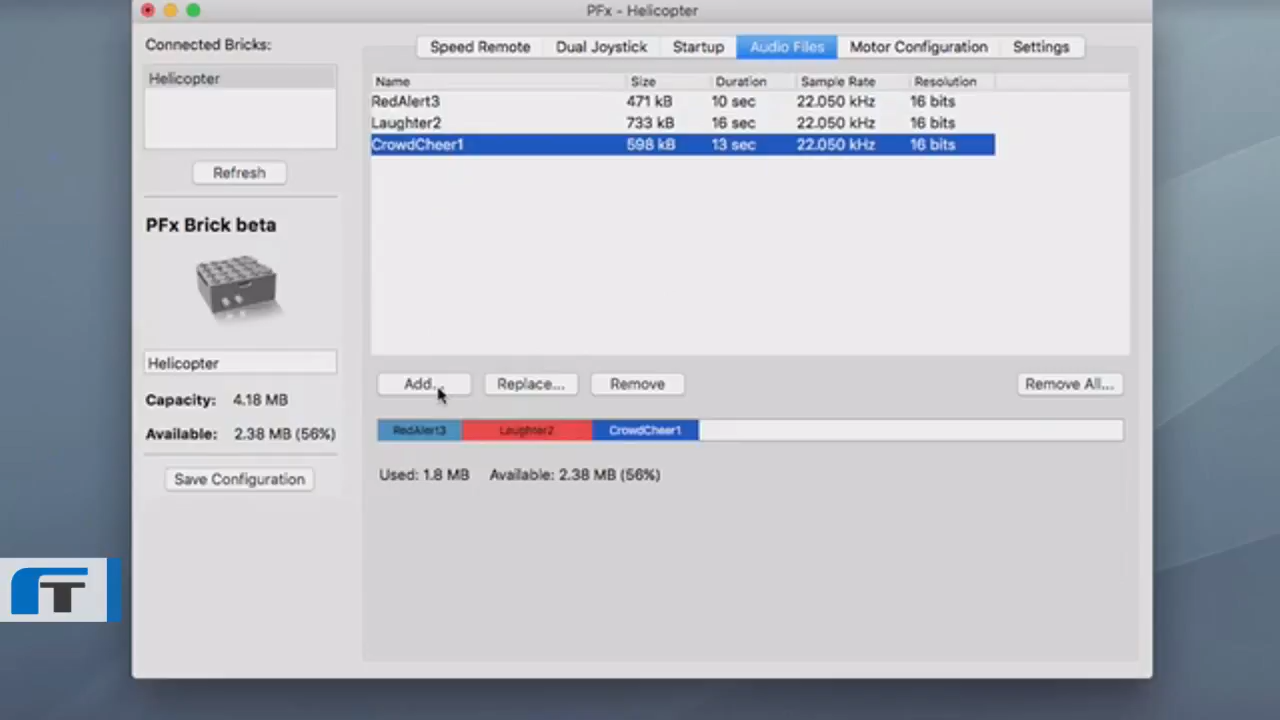 PFx - Helicopter
Connected Bricks:
Helicopter
Refresh
PFx Brick beta
Helicopter
Capacity: 4.18 MB
Available: 2.38 MB (56%)
Save Configuration
Speed Remote Dual Joystick Startup Audio Files Motor Configuration Settings
Name Size Duration Sample Rate Resolution
RedAlert3 471 kB 10 sec 22.050 kHz 16 bits
Laughter2 733 kB 16 sec 22.050 kHz 16 bits
CrowdCheer1 598 kB 13 sec 22.050 kHz 16 bits
Add... Replace... Remove Remove All...
RedAlert3 Laughter2 CrowdCheer1
Used: 1.8 MB Available: 2.38 MB (56%)
FT